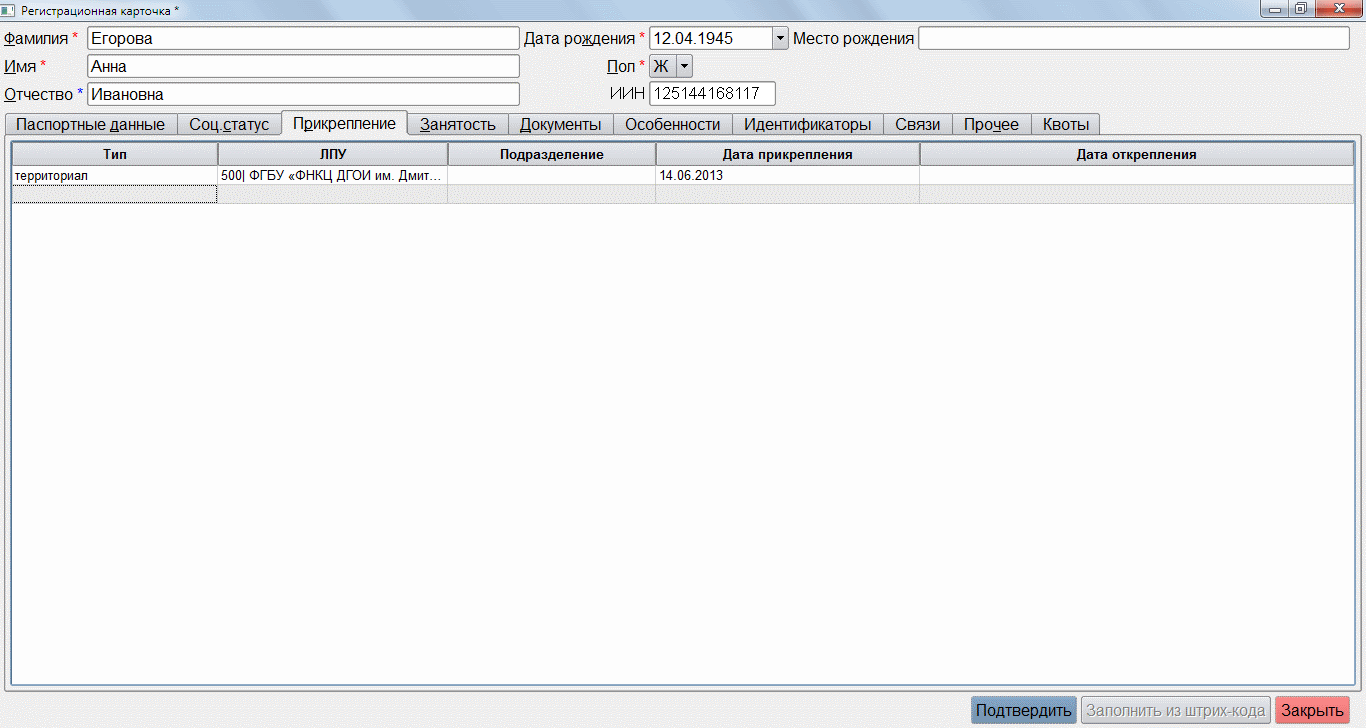 Регистрационная карточка *
Фамилия * Егорова Дата рождения * 12.04.1945 Место рождения
Имя * Анна Пол * Ж
Отчество * Ивановна ИИН 125144168117
Паспортные данные Соц.статус Прикрепление Занятость Документы Особенности Идентификаторы Связи Прочее Квоты
Тип ЛПУ Подразделение Дата прикрепления Дата открепления
территориал 500| ФГБУ «ФНКЦ ДГОИ им. Дмит... 14.06.2013
Подтвердить Заполнить из штрих-кода Закрыть